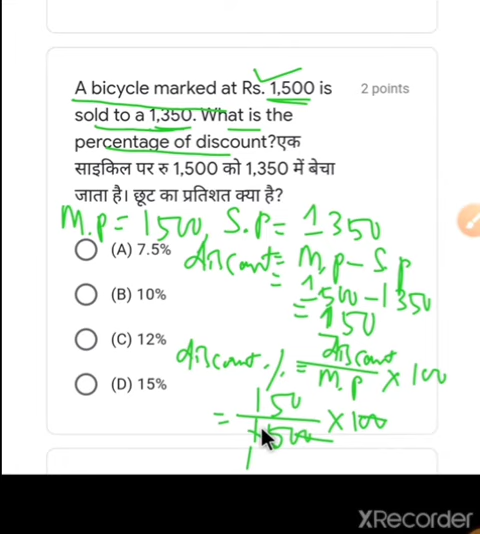 A bicycle marked at Rs. 1,500 is 2 points
sold to a 1,350. What is the
percentage of discount?एक
साइकिल पर रु 1,500 को 1,350 में बेचा
जाता है। छूट का प्रतिशत क्या है?
M.P = 1500, S.P = 1350
(A) 7.5% discount = M.P - S.P
= 1500 - 1350
(B) 10% = 150
(C) 12% discount % = discount / M.P × 100
(D) 15%
= 150 / 1500 × 100
1
XRecorder